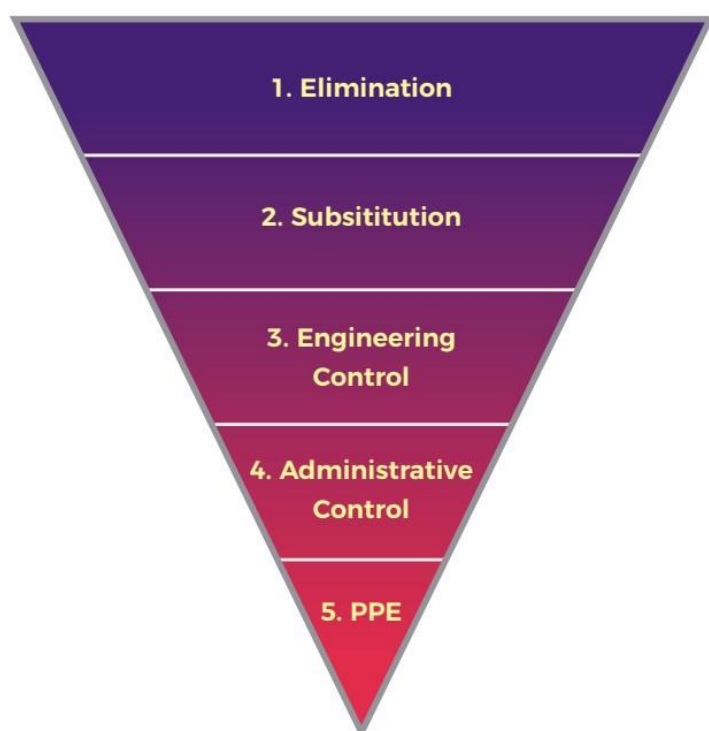 1. Elimination
2. Subsititution
3. Engineering
Control
4. Administrative
Control
5. PPE